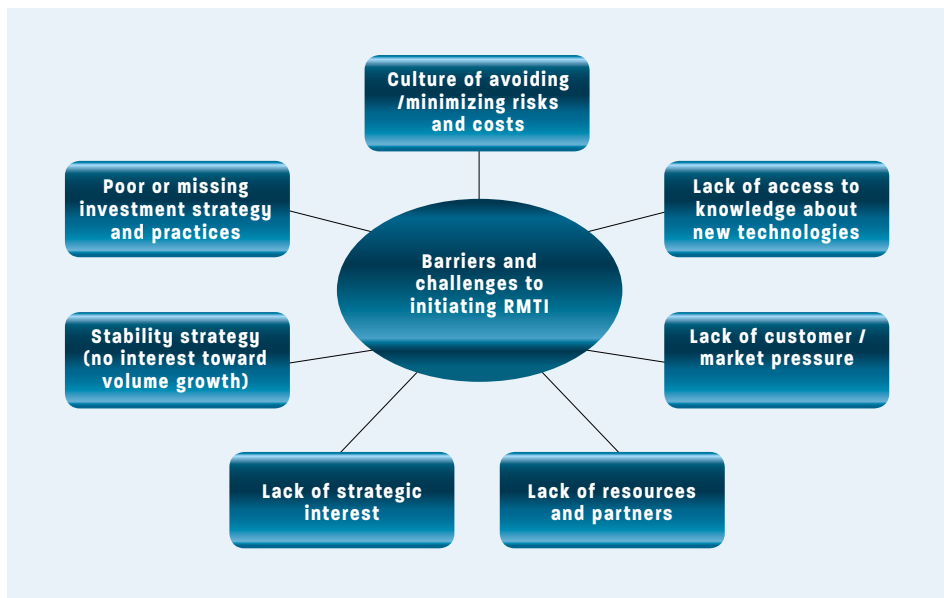 Culture of avoiding
/minimizing risks
and costs
Poor or missing
investment strategy
and practices
Lack of access to
knowledge about
new technologies
Barriers and
challenges to
initiating RMTI
Stability strategy
(no interest toward
volume growth)
Lack of customer /
market pressure
Lack of strategic
interest
Lack of resources
and partners